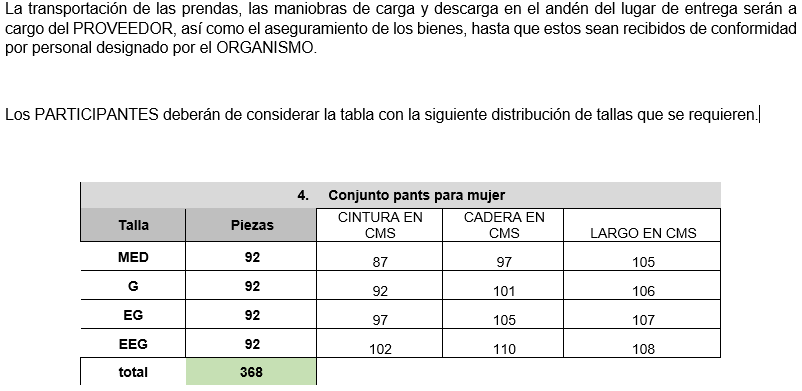 La transportación de las prendas, las maniobras de carga y descarga en el andén del lugar de entrega serán a
cargo del PROVEEDOR, así como el aseguramiento de los bienes, hasta que estos sean recibidos de conformidad
por personal designado por el ORGANISMO.
Los PARTICIPANTES deberán de considerar la tabla con la siguiente distribución de tallas que se requieren.
4. Conjunto pants para mujer
Talla Piezas CINTURA EN CMS CADERA EN CMS LARGO EN CMS
MED 92 87 97 105
G 92 92 101 106
EG 92 97 105 107
EEG 92 102 110 108
total 368